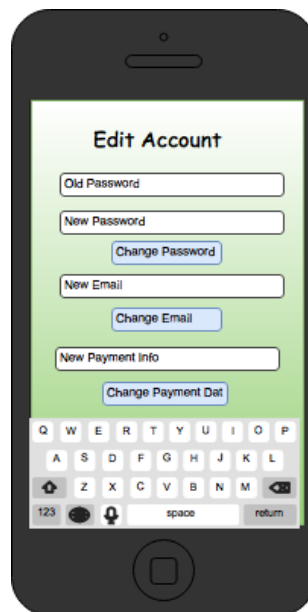 Edit Account
Old Password
New Password
Change Password
New Email
Change Email
New Payment Info
Change Payment Dat
Q W E R T Y U I O P
A S D F G H J K L
Z X C V B N M
123 space return